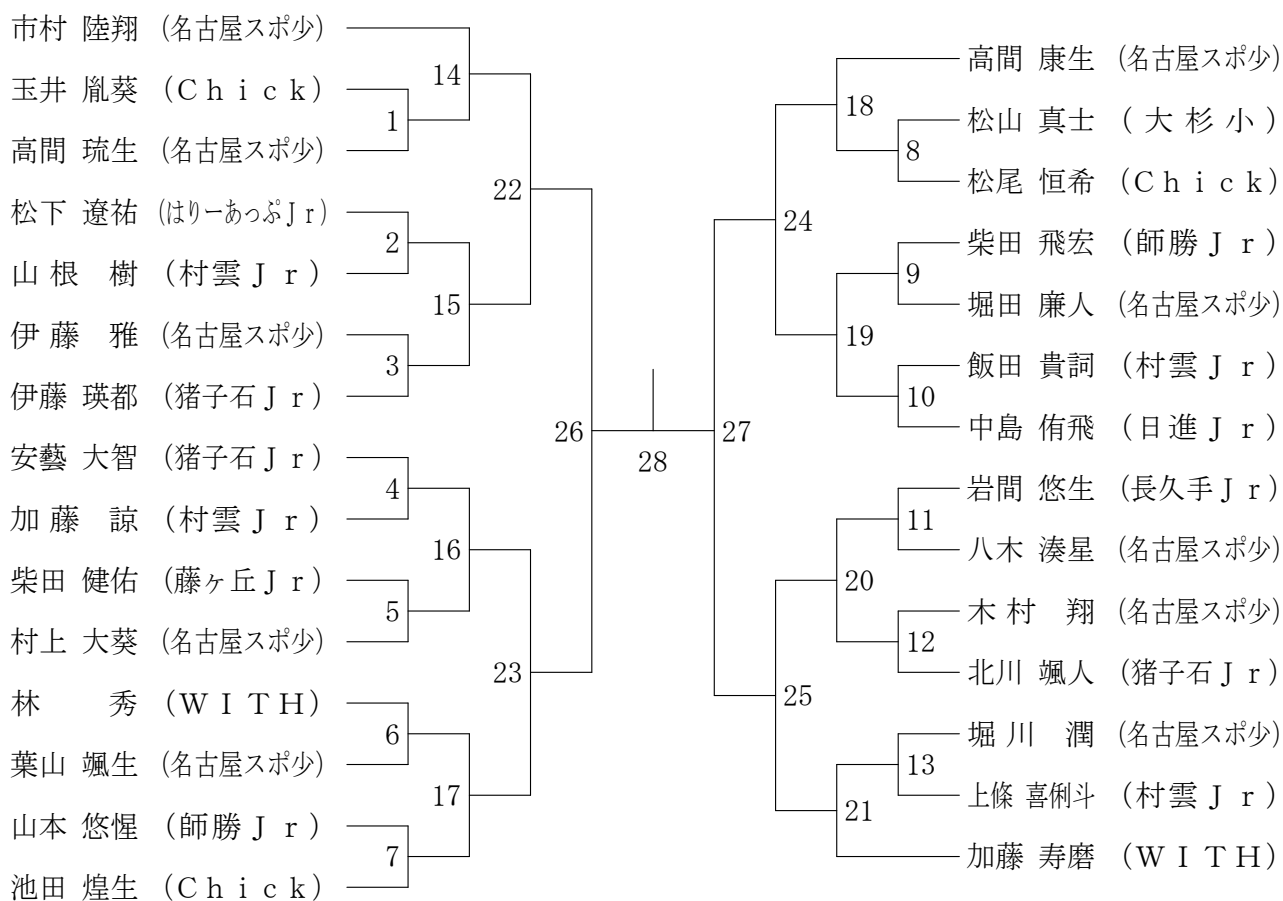 市村 陸翔 (名古屋スポ少)
玉井 胤葵 (Chick)
高間 琉生 (名古屋スポ少)
松下 遼祐 (はりーあっぷJr)
山根 樹 (村雲Jr)
伊藤 雅 (名古屋スポ少)
伊藤 瑛都 (猪子石Jr)
安藝 大智 (猪子石Jr)
加藤 諒 (村雲Jr)
柴田 健佑 (藤ヶ丘Jr)
村上 大葵 (名古屋スポ少)
林 秀 (WITH)
葉山 颯生 (名古屋スポ少)
山本 悠惺 (師勝Jr)
池田 煌生 (Chick)
1
2
3
4
5
6
7
14
15
16
17
22
23
26
28
27
24
25
18
19
20
21
8
9
10
11
12
13
高間 康生 (名古屋スポ少)
松山 真士 (大杉小)
松尾 恒希 (Chick)
柴田 飛宏 (師勝Jr)
堀田 廉人 (名古屋スポ少)
飯田 貴詞 (村雲Jr)
中島 侑飛 (日進Jr)
岩間 悠生 (長久手Jr)
八木 湊星 (名古屋スポ少)
木村 翔 (名古屋スポ少)
北川 颯人 (猪子石Jr)
堀川 潤 (名古屋スポ少)
上條 喜俐斗 (村雲Jr)
加藤 寿磨 (WITH)